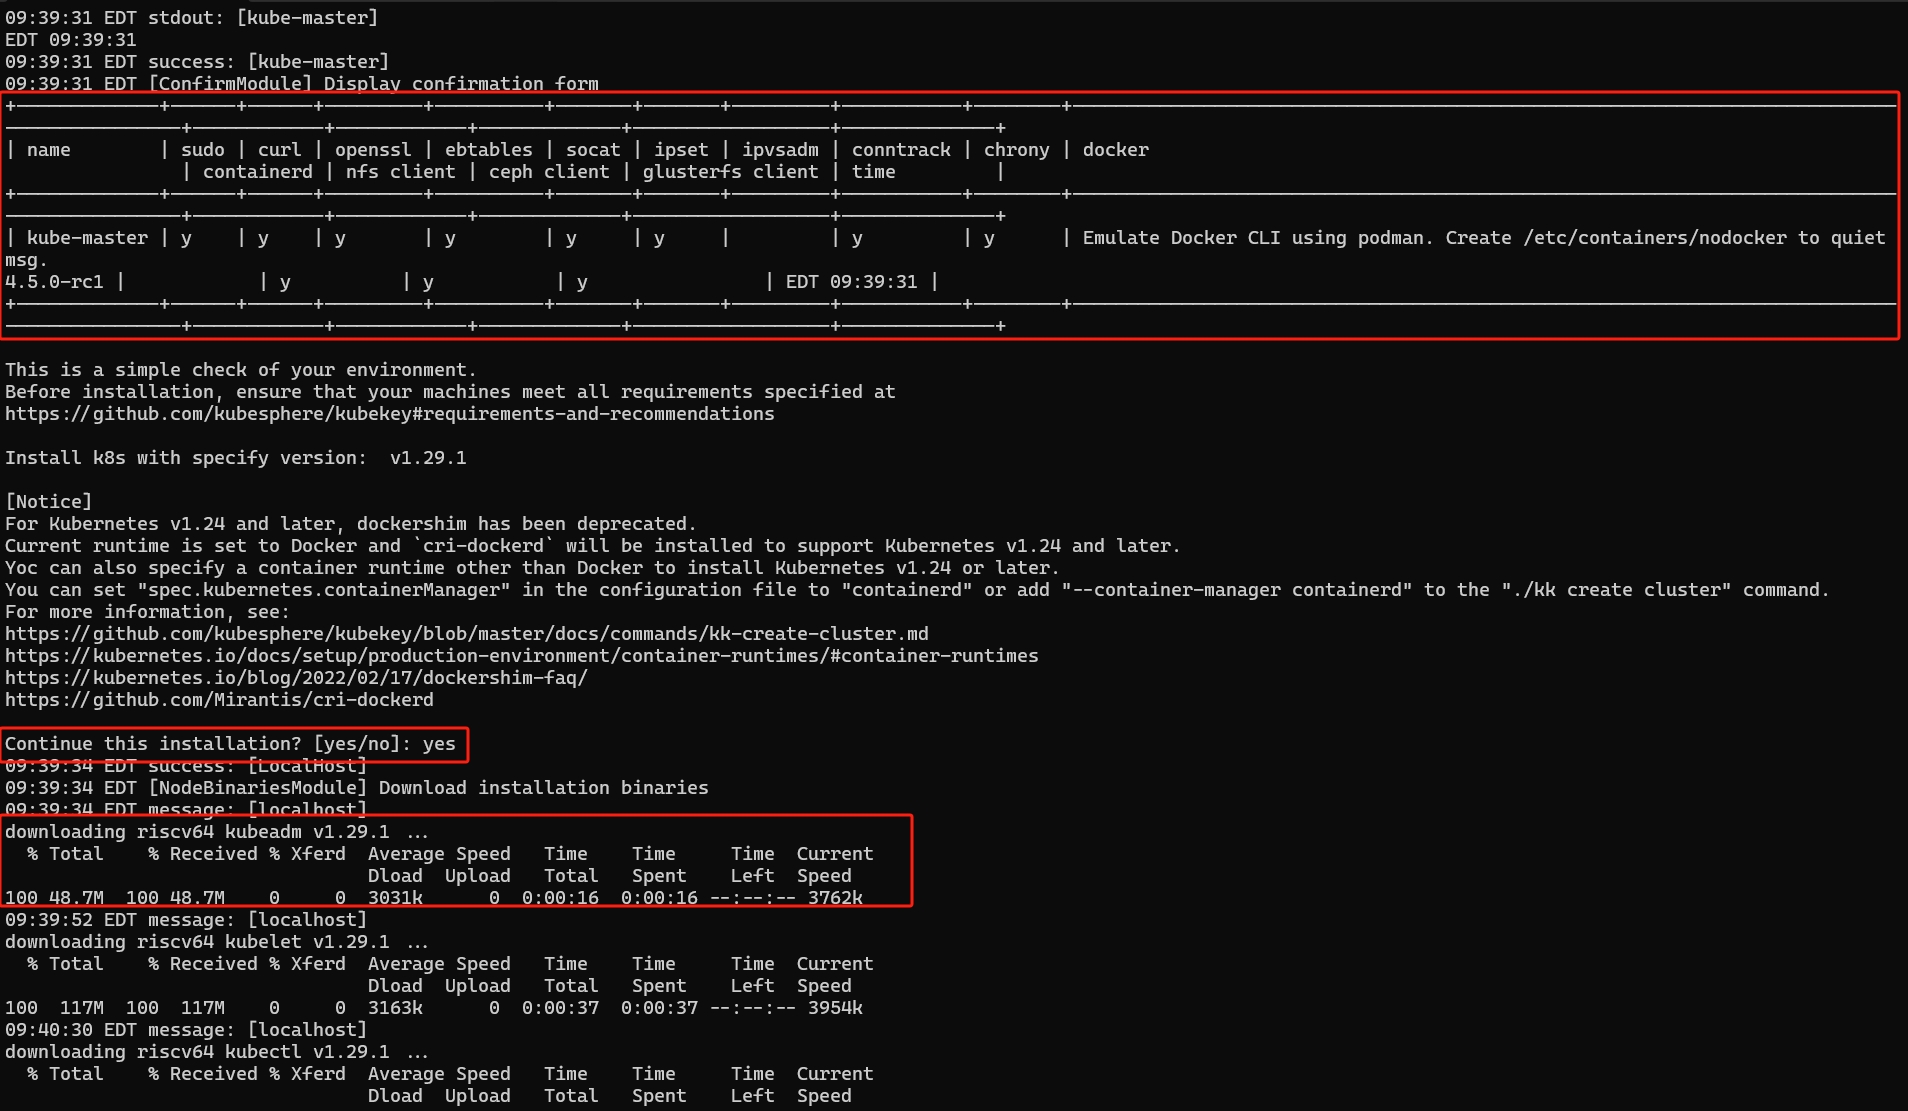 09:39:31 EDT stdout: [kube-master]
EDT 09:39:31
09:39:31 EDT success: [kube-master]
09:39:31 EDT [ConfirmModule] Display confirmation form
| name | sudo | curl | openssl | ebtables | socat | ipset | ipvsadm | conntrack | chrony | docker
| containerd | nfs client | ceph client | glusterfs client | time |
| kube-master | y | y | y | y | y | y | | y | y | Emulate Docker CLI using podman. Create /etc/containers/nodocker to quiet
msg.
4.5.0-rc1 | | y | y | y | EDT 09:39:31 |
This is a simple check of your environment.
Before installation, ensure that your machines meet all requirements specified at
https://github.com/kubesphere/kubekey#requirements-and-recommendations
Install k8s with specify version:  v1.29.1
[Notice]
For Kubernetes v1.24 and later, dockershim has been deprecated.
Current runtime is set to Docker and `cri-dockerd` will be installed to support Kubernetes v1.24 and later.
Yoc can also specify a container runtime other than Docker to install Kubernetes v1.24 or later.
You can set "spec.kubernetes.containerManager" in the configuration file to "containerd" or add "--container-manager containerd" to the "./kk create cluster" command.
For more information, see:
https://github.com/kubesphere/kubekey/blob/master/docs/commands/kk-create-cluster.md
https://kubernetes.io/docs/setup/production-environment/container-runtimes/#container-runtimes
https://kubernetes.io/blog/2022/02/17/dockershim-faq/
https://github.com/Mirantis/cri-dockerd
Continue this installation? [yes/no]: yes
09:39:34 EDT success: [LocalHost]
09:39:34 EDT [NodeBinariesModule] Download installation binaries
09:39:34 EDT message: [localhost]
downloading riscv64 kubeadm v1.29.1 ...
% Total % Received % Xferd Average Speed Time Time Time Current
Dload Upload Total Spent Left Speed
100 48.7M 100 48.7M 0 0 3031k 0 0:00:16 0:00:16 --:--:-- 3762k
09:39:52 EDT message: [localhost]
downloading riscv64 kubelet v1.29.1 ...
% Total % Received % Xferd Average Speed Time Time Time Current
Dload Upload Total Spent Left Speed
100 117M 100 117M 0 0 3163k 0 0:00:37 0:00:37 --:--:-- 3954k
09:40:30 EDT message: [localhost]
downloading riscv64 kubectl v1.29.1 ...
% Total % Received % Xferd Average Speed Time Time Time Current
Dload Upload Total Spent Left Speed